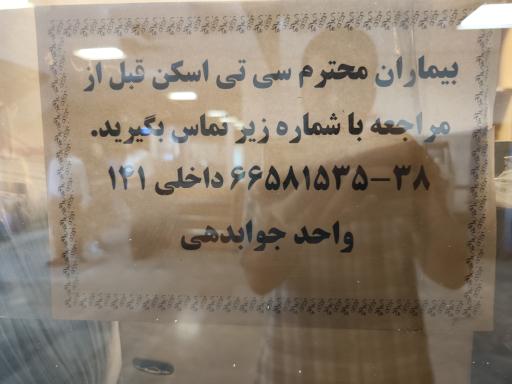 بیماران محترم سی تی اسکن قبل از
مراجعه با شماره زیر تماس بگیرید.
۶۶۵۸۱۵۳۵-۳۸ داخلی ۱۴۱
واحد جوابدهی